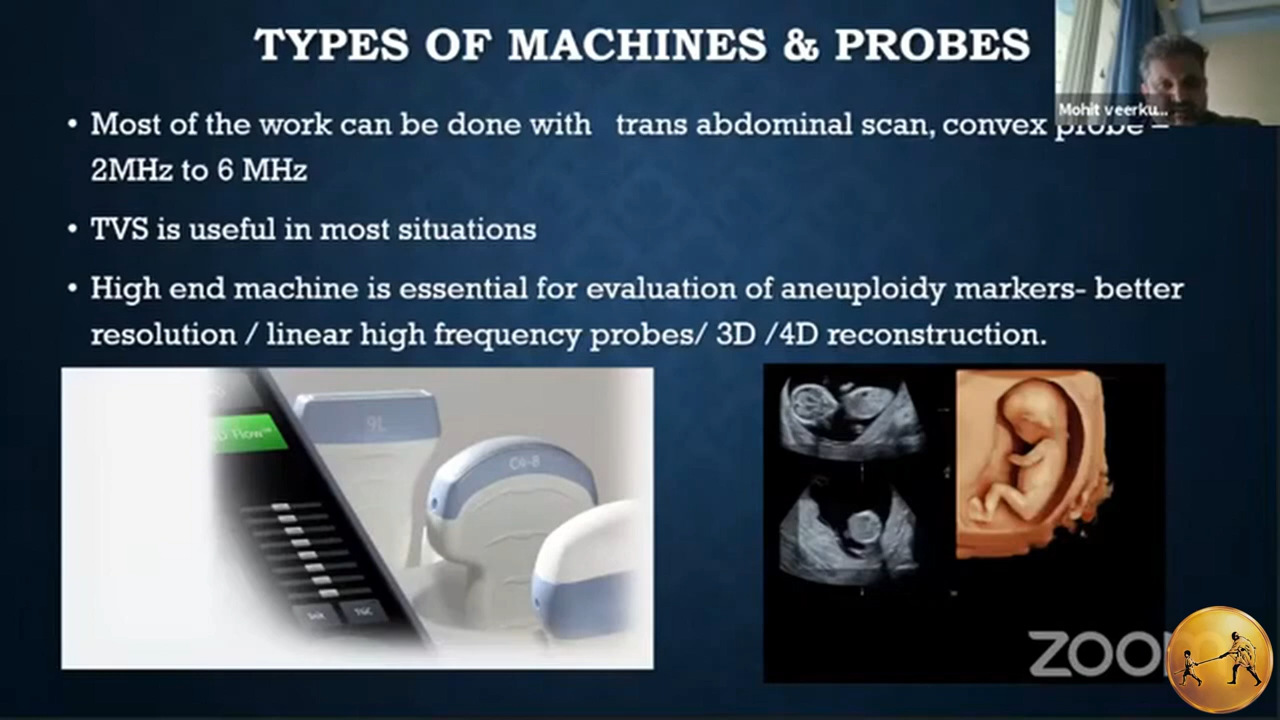 TYPES OF MACHINES & PROBES
Mohit veerku...
• Most of the work can be done with trans abdominal scan, convex probe –
2MHz to 6 MHz
• TVS is useful in most situations
• High end machine is essential for evaluation of aneuploidy markers- better
resolution / linear high frequency probes/ 3D /4D reconstruction.
9L
C4-8
TGC
zoom